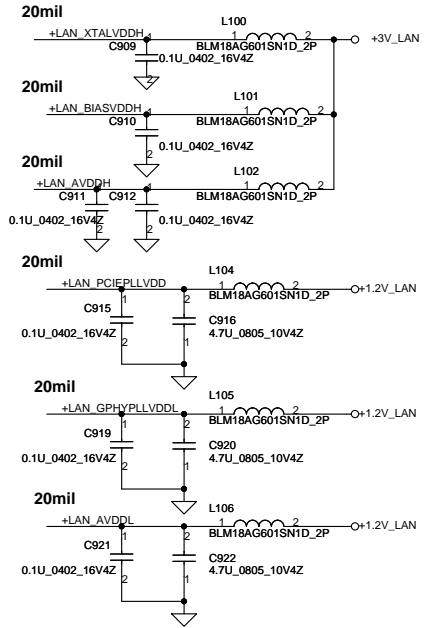 20mil
L100
+LAN_XTALVDDH
1
1
2
+3V_LAN
C909
BLM18AG601SN1D_2P
0.1U_0402_16V4Z
2
20mil
L101
+LAN_BIASVDDH
1
1
2
C910
BLM18AG601SN1D_2P
0.1U_0402_16V4Z
2
20mil
L102
+LAN_AVDDH
1
1
1
2
C911
C912
BLM18AG601SN1D_2P
0.1U_0402_16V4Z
2
2
0.1U_0402_16V4Z
20mil
L104
+LAN_PCIEPLLVDD
1
2
+1.2V_LAN
1
2
BLM18AG601SN1D_2P
C915
C916
0.1U_0402_16V4Z
2
1
4.7U_0805_10V4Z
20mil
L105
+LAN_GPHYPLLVDDL
1
2
+1.2V_LAN
1
2
BLM18AG601SN1D_2P
C919
C920
0.1U_0402_16V4Z
2
1
4.7U_0805_10V4Z
20mil
L106
+LAN_AVDDL
1
2
+1.2V_LAN
1
2
BLM18AG601SN1D_2P
C921
C922
0.1U_0402_16V4Z
2
1
4.7U_0805_10V4Z